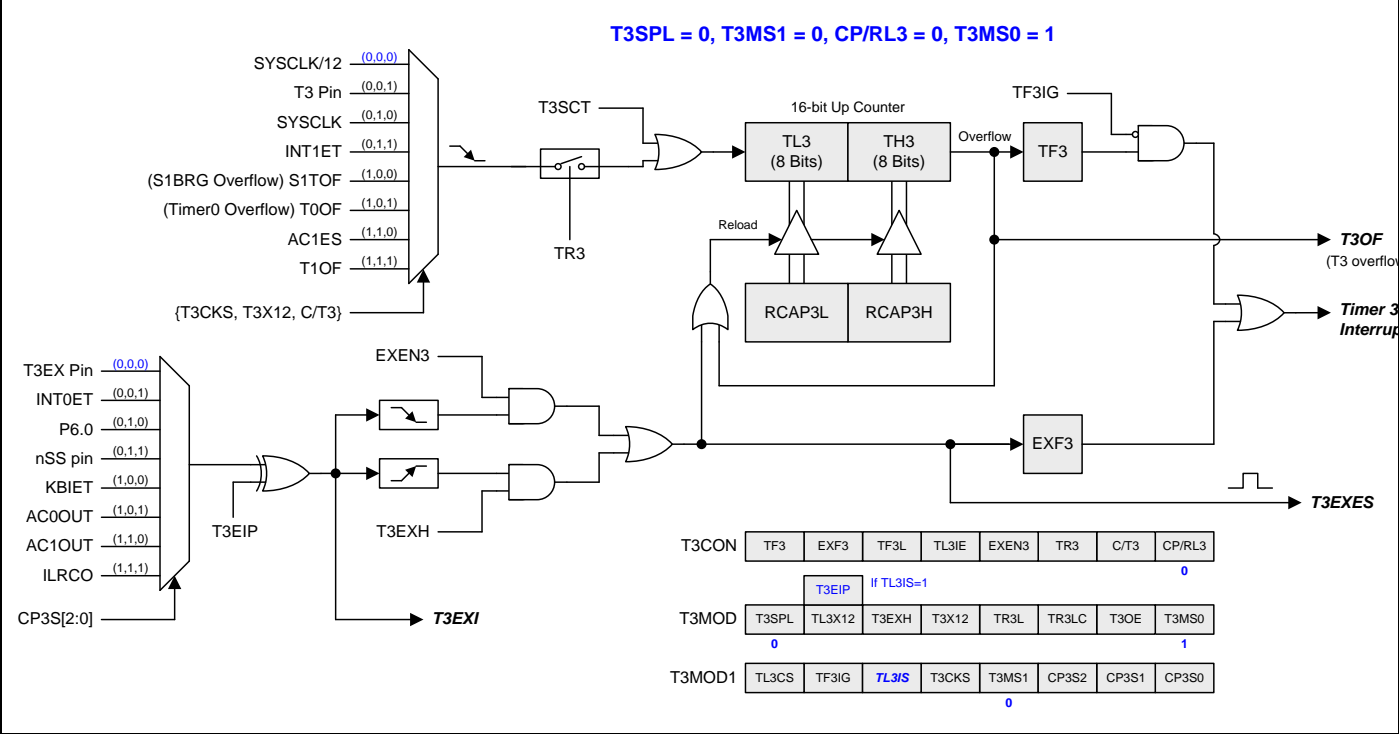 T3SPL = 0, T3MS1 = 0, CP/RL3 = 0, T3MS0 = 1
SYSCLK/12 (0,0,0)
T3 Pin (0,0,1)
SYSCLK (0,1,0)
INT1ET (0,1,1)
(S1BRG Overflow) S1TOF (1,0,0)
(Timer0 Overflow) T0OF (1,0,1)
AC1ES (1,1,0)
T1OF (1,1,1)
{T3CKS, T3X12, C/T3}
T3SCT
TR3
16-bit Up Counter
TL3
(8 Bits)
TH3
(8 Bits)
Overflow
TF3IG
TF3
Reload
RCAP3L
RCAP3H
T3OF
(T3 overflow
Timer 3
Interrup
T3EX Pin (0,0,0)
INT0ET (0,0,1)
P6.0 (0,1,0)
nSS pin (0,1,1)
KBIET (1,0,0)
AC0OUT (1,0,1)
AC1OUT (1,1,0)
ILRCO (1,1,1)
CP3S[2:0]
T3EIP
EXEN3
T3EXH
EXF3
T3EXES
T3EXI
T3CON TF3 EXF3 TF3L TL3IE EXEN3 TR3 C/T3 CP/RL3
0
T3EIP If TL3IS=1
T3MOD T3SPL TL3X12 T3EXH T3X12 TR3L TR3LC T3OE T3MS0
0 1
T3MOD1 TL3CS TF3IG TL3IS T3CKS T3MS1 CP3S2 CP3S1 CP3S0
0